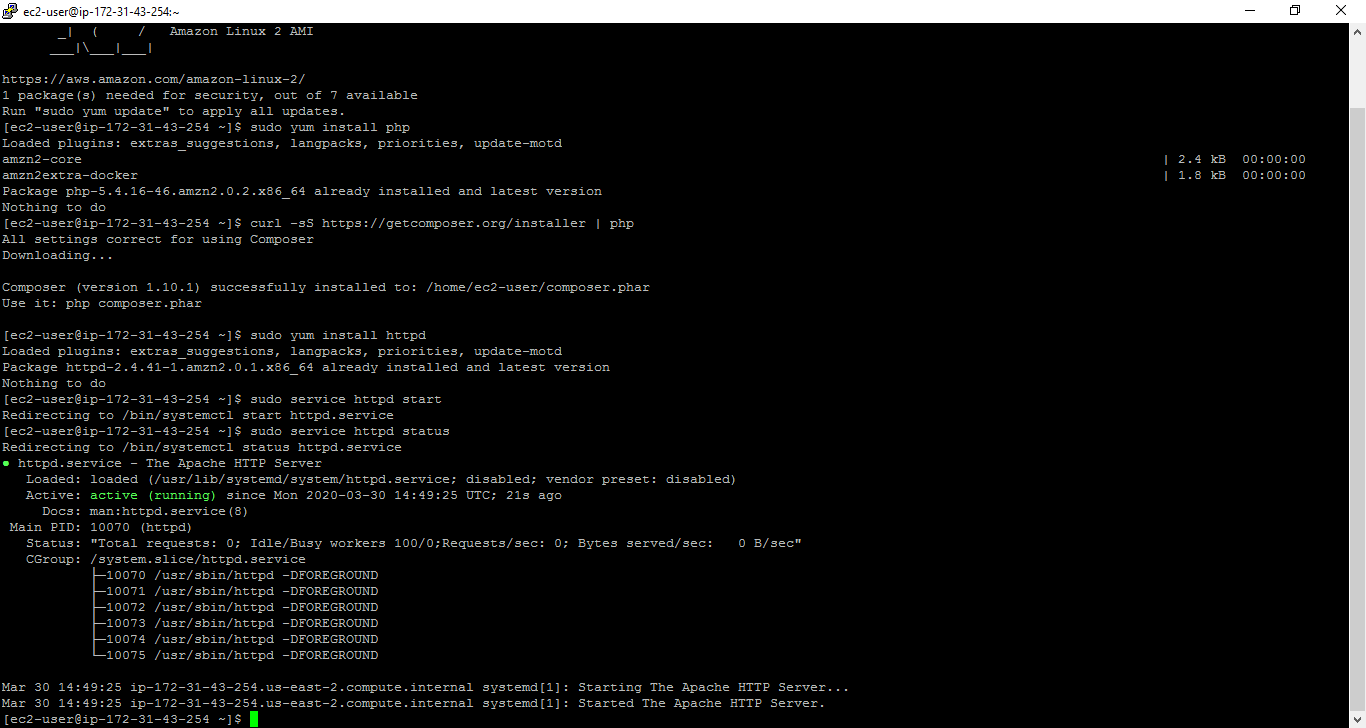 ec2-user@ip-172-31-43-254:~
_|  (     /   Amazon Linux 2 AMI
___|\___|___|
https://aws.amazon.com/amazon-linux-2/
1 package(s) needed for security, out of 7 available
Run "sudo yum update" to apply all updates.
[ec2-user@ip-172-31-43-254 ~]$ sudo yum install php
Loaded plugins: extras_suggestions, langpacks, priorities, update-motd
amzn2-core | 2.4 kB  00:00:00
amzn2extra-docker | 1.8 kB  00:00:00
Package php-5.4.16-46.amzn2.0.2.x86_64 already installed and latest version
Nothing to do
[ec2-user@ip-172-31-43-254 ~]$ curl -sS https://getcomposer.org/installer | php
All settings correct for using Composer
Downloading...
Composer (version 1.10.1) successfully installed to: /home/ec2-user/composer.phar
Use it: php composer.phar
[ec2-user@ip-172-31-43-254 ~]$ sudo yum install httpd
Loaded plugins: extras_suggestions, langpacks, priorities, update-motd
Package httpd-2.4.41-1.amzn2.0.1.x86_64 already installed and latest version
Nothing to do
[ec2-user@ip-172-31-43-254 ~]$ sudo service httpd start
Redirecting to /bin/systemctl start httpd.service
[ec2-user@ip-172-31-43-254 ~]$ sudo service httpd status
Redirecting to /bin/systemctl status httpd.service
● httpd.service - The Apache HTTP Server
Loaded: loaded (/usr/lib/systemd/system/httpd.service; disabled; vendor preset: disabled)
Active: active (running) since Mon 2020-03-30 14:49:25 UTC; 21s ago
Docs: man:httpd.service(8)
Main PID: 10070 (httpd)
Status: "Total requests: 0; Idle/Busy workers 100/0;Requests/sec: 0; Bytes served/sec:   0 B/sec"
CGroup: /system.slice/httpd.service
├─10070 /usr/sbin/httpd -DFOREGROUND
├─10071 /usr/sbin/httpd -DFOREGROUND
├─10072 /usr/sbin/httpd -DFOREGROUND
├─10073 /usr/sbin/httpd -DFOREGROUND
├─10074 /usr/sbin/httpd -DFOREGROUND
└─10075 /usr/sbin/httpd -DFOREGROUND
Mar 30 14:49:25 ip-172-31-43-254.us-east-2.compute.internal systemd[1]: Starting The Apache HTTP Server...
Mar 30 14:49:25 ip-172-31-43-254.us-east-2.compute.internal systemd[1]: Started The Apache HTTP Server.
[ec2-user@ip-172-31-43-254 ~]$